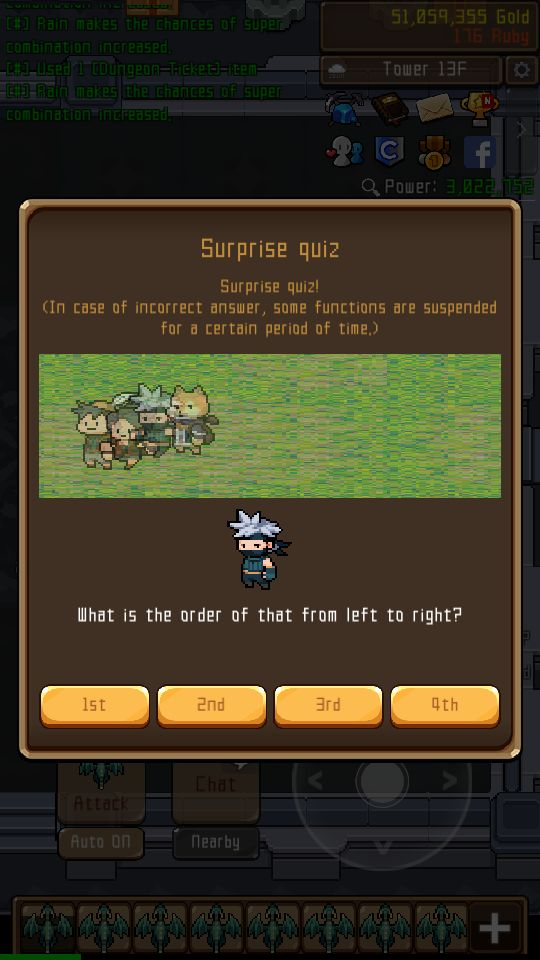 combination increased.
[#] Rain makes the chances of super
combination increased.
[#] Used 1 [Dungeon Ticket] item
[#] Rain makes the chances of super
combination increased.
51,059,355 Gold
176 Ruby
Tower 13F
N
C
f
Power: 3,022,752
Surprise quiz
Surprise quiz!
(In case of incorrect answer, some functions are suspended
for a certain period of time.)
What is the order of that from left to right?
1st
2nd
3rd
4th
Attack
Chat
Auto ON
Nearby